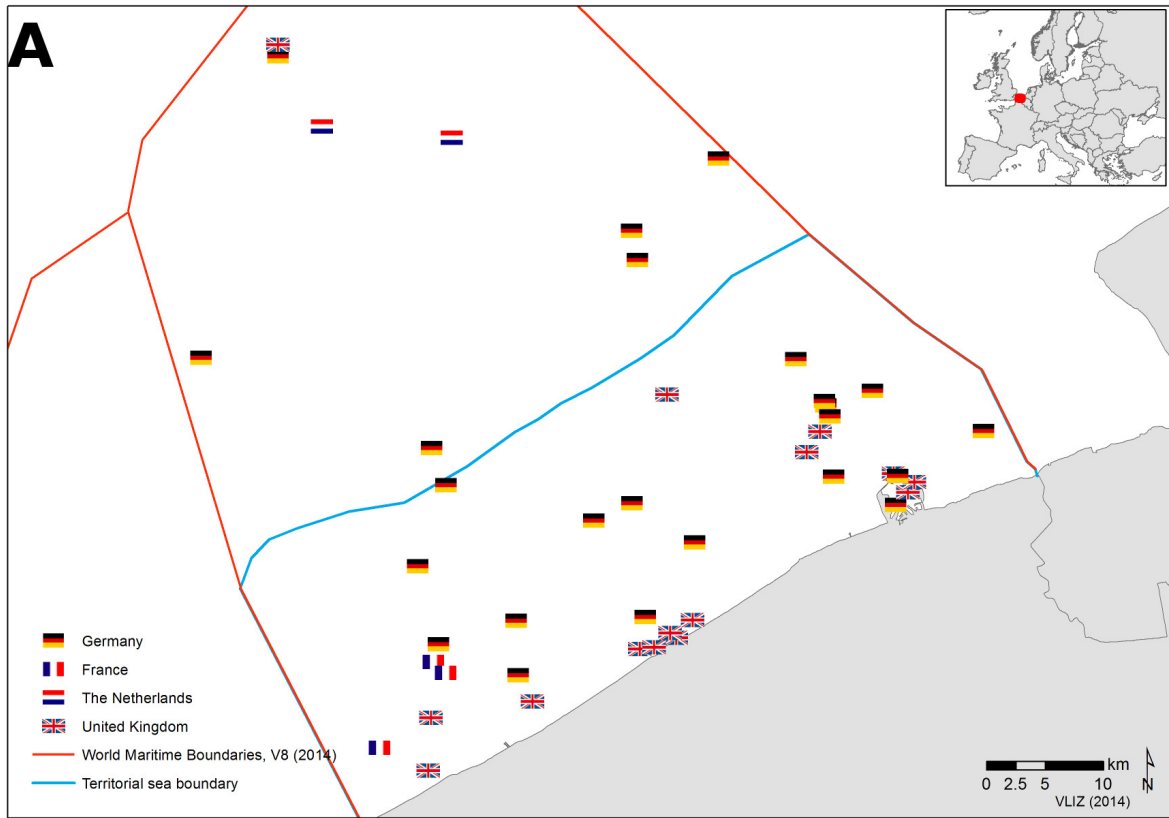 A
Germany
France
The Netherlands
United Kingdom
World Maritime Boundaries, V8 (2014)
Territorial sea boundary
km
0 2.5 5 10
N
VLIZ (2014)